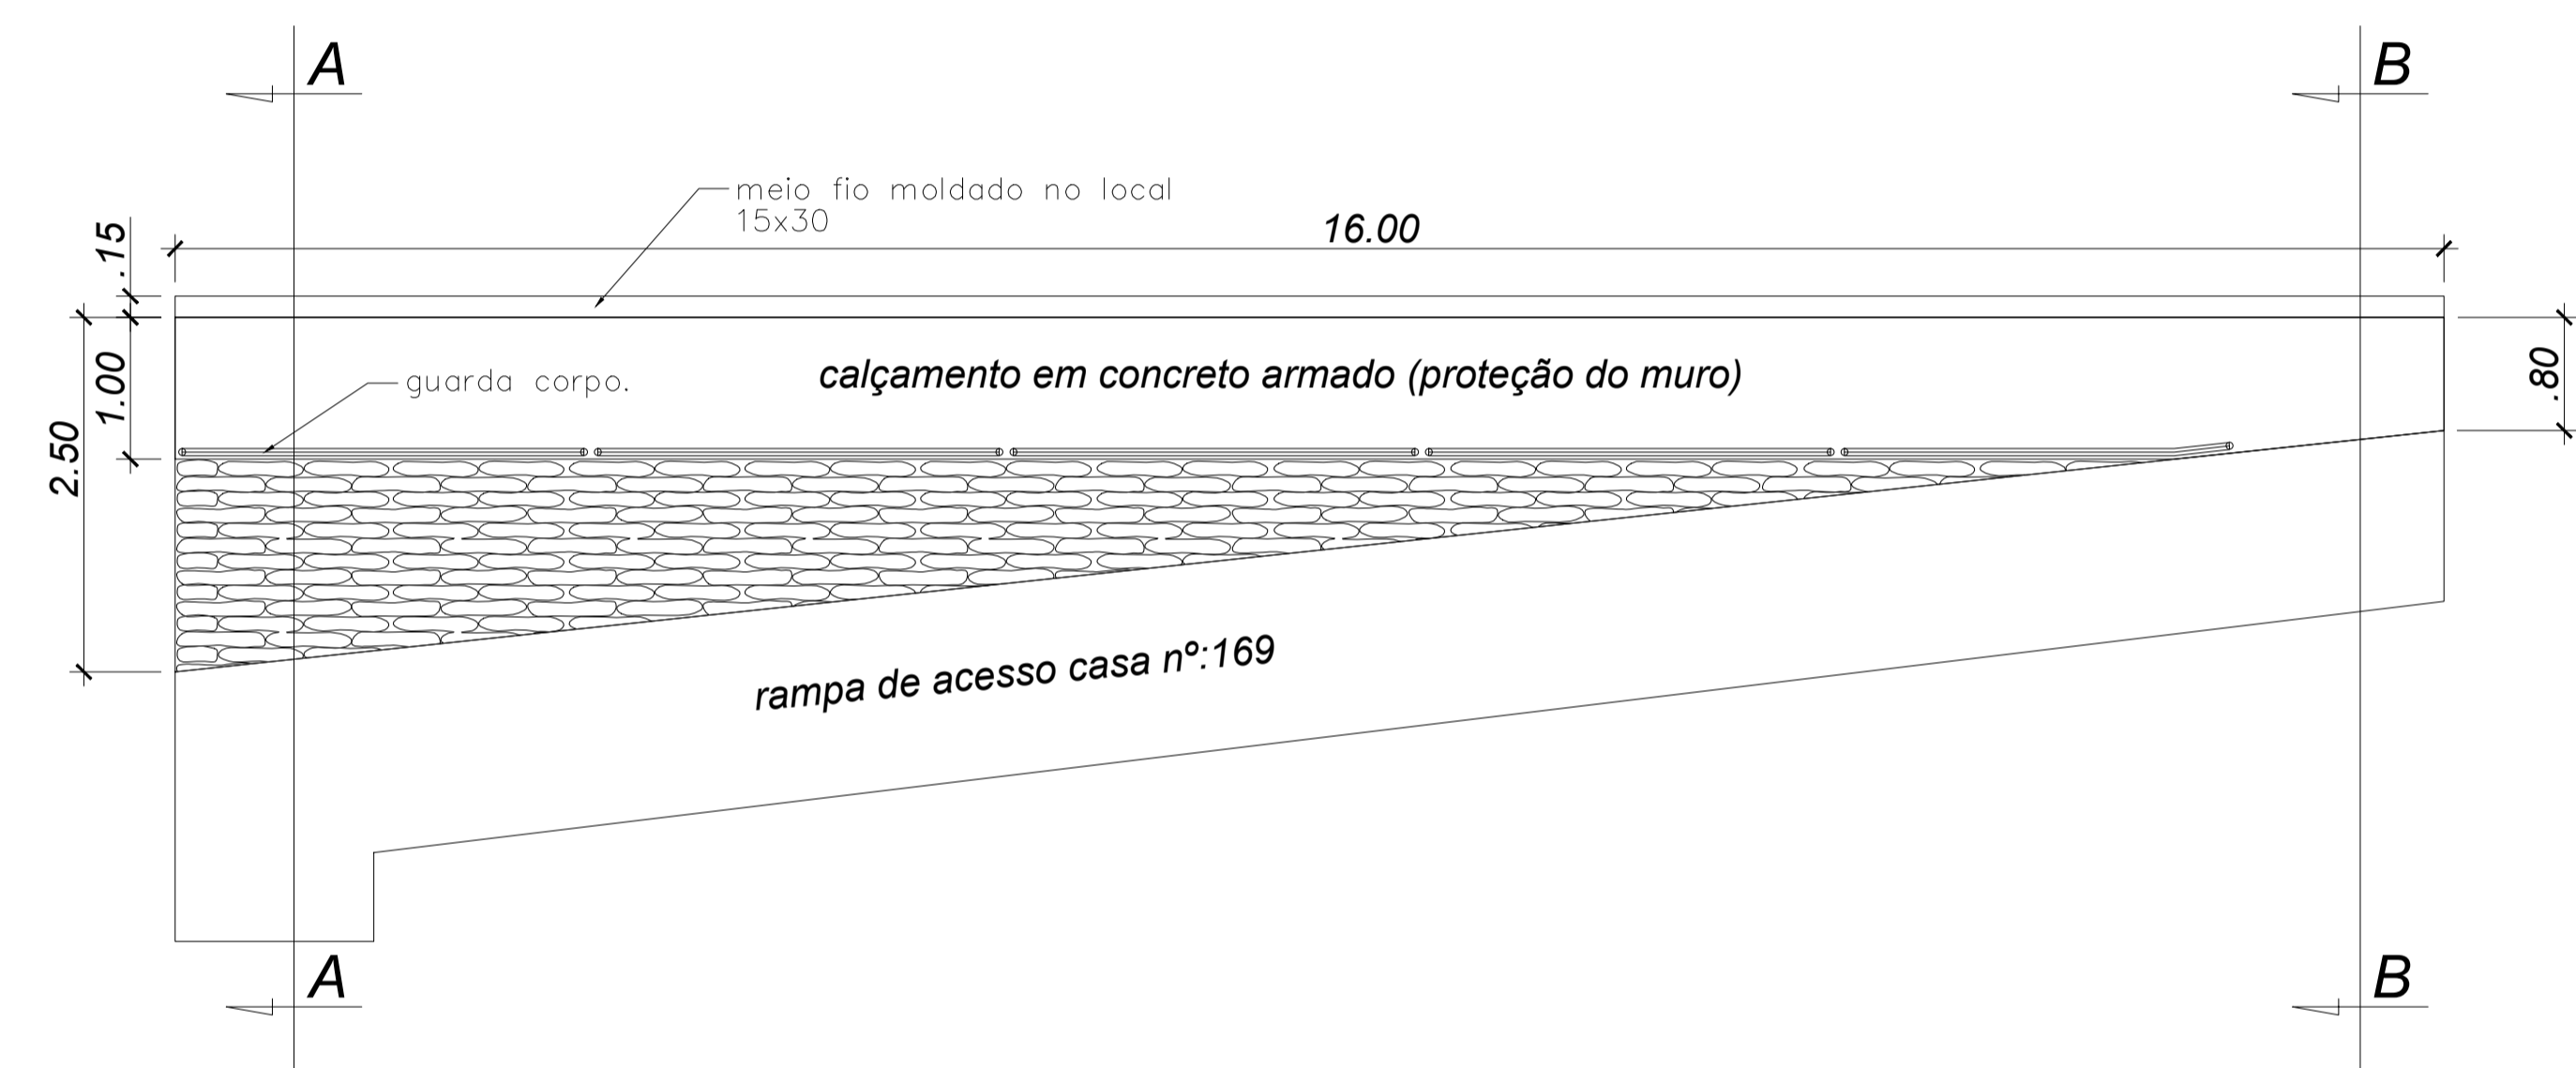 A
B
meio fio moldado no local
15x30
16.00
.15
1.00
2.50
guarda corpo.
calçamento em concreto armado (proteção do muro)
.80
rampa de acesso casa nº:169
A
B